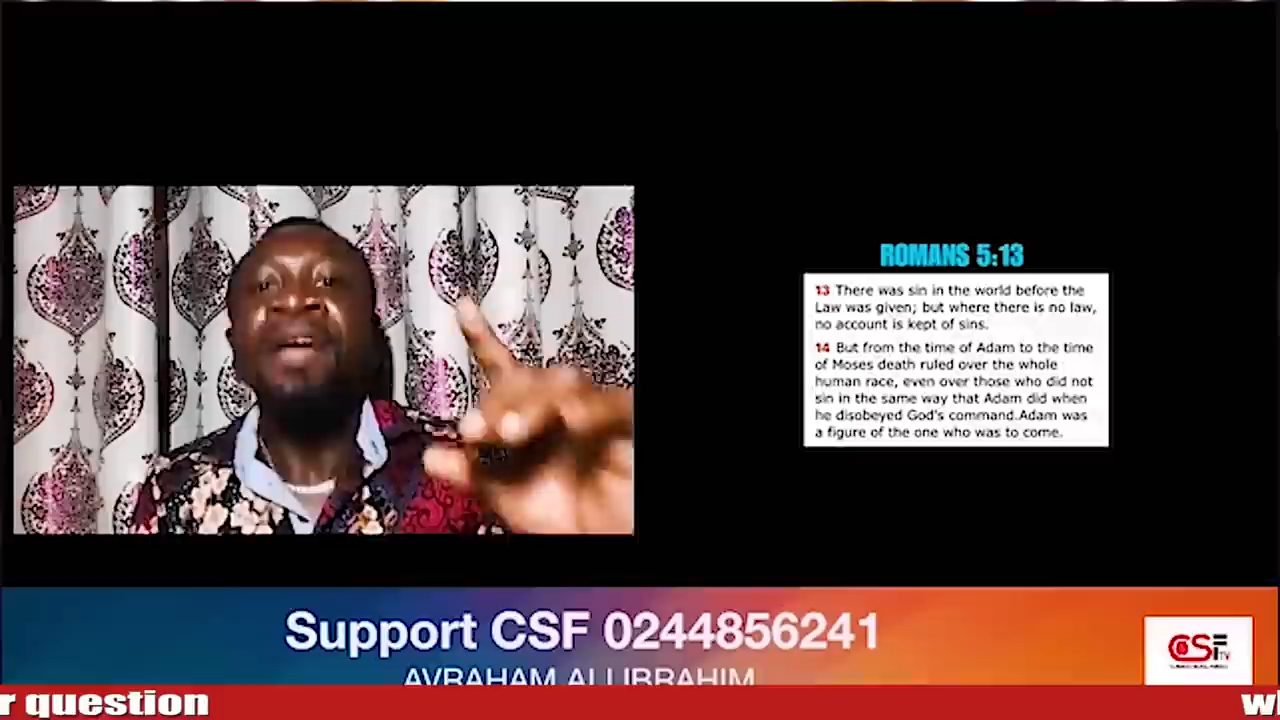 ROMANS 5:13
13 There was sin in the world before the
Law was given; but where there is no law,
no account is kept of sins.
14 But from the time of Adam to the time
of Moses death ruled over the whole
human race, even over those who did not
sin in the same way that Adam did when
he disobeyed God's command.Adam was
a figure of the one who was to come.
Support CSF 0244856241
AVRAHAM ALI IBRAHIM
r question